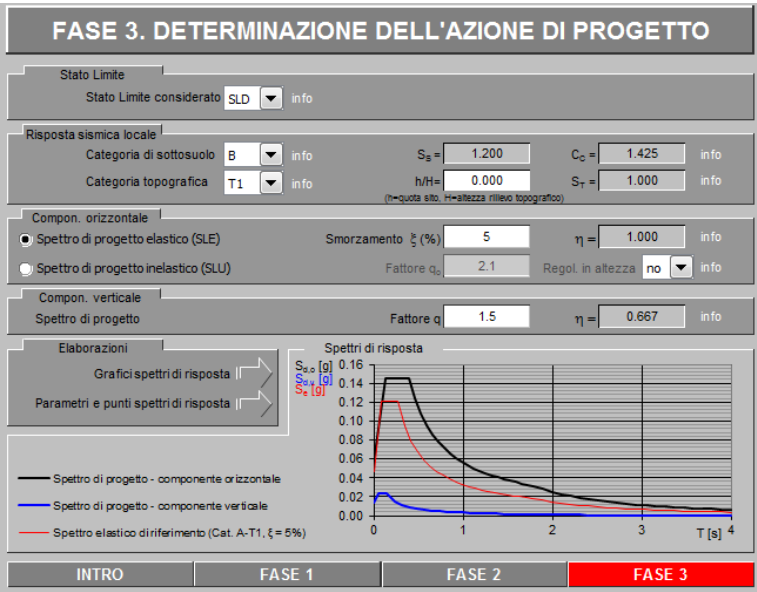 FASE 3. DETERMINAZIONE DELL'AZIONE DI PROGETTO
Stato Limite
Stato Limite considerato SLD info
Risposta sismica locale
Categoria di sottosuolo B info SS = 1.200 CC = 1.425 info
Categoria topografica T1 info h/H= 0.000 ST = 1.000 info
(h=quota sito, H=altezza rilievo topografico)
Compon. orizzontale
Spettro di progetto elastico (SLE) Smorzamento ξ (%) 5 η = 1.000 info
Spettro di progetto inelastico (SLU) Fattore qo 2.1 Regol. in altezza no info
Compon. verticale
Spettro di progetto Fattore q 1.5 η = 0.667 info
Elaborazioni
Grafici spettri di risposta
Parametri e punti spettri di risposta
Spettri di risposta
Sd,o [g]
Sd,v [g]
Se [g]
0.16
0.14
0.12
0.10
0.08
0.06
0.04
0.02
0.00
0 1 2 3 4
T [s]
Spettro di progetto - componente orizzontale
Spettro di progetto - componente verticale
Spettro elastico di riferimento (Cat. A-T1, ξ = 5%)
INTRO FASE 1 FASE 2 FASE 3